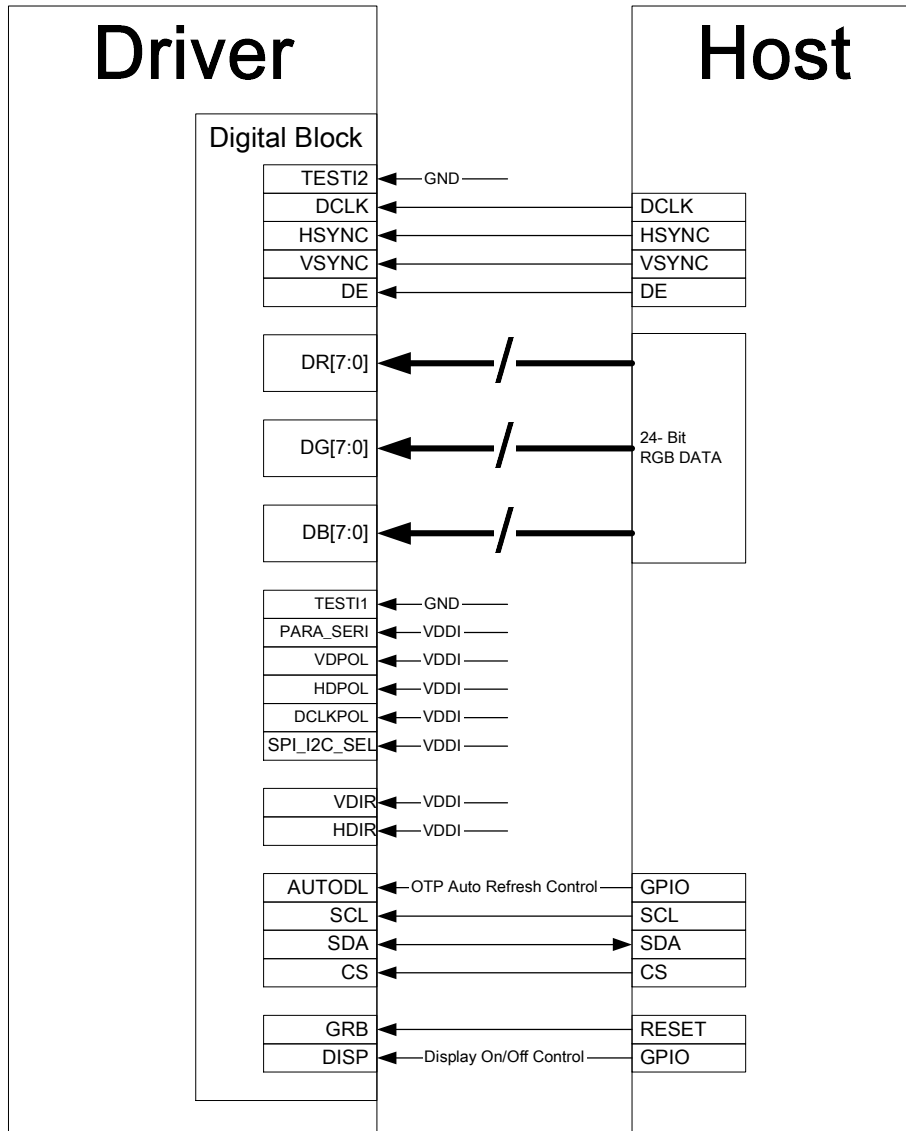 Driver
Host
Digital Block
TESTI2 GND
DCLK DCLK
HSYNC HSYNC
VSYNC VSYNC
DE DE
DR[7:0]
DG[7:0]
24- Bit
RGB DATA
DB[7:0]
TESTI1 GND
PARA_SERI VDDI
VDPOL VDDI
HDPOL VDDI
DCLKPOL VDDI
SPI_I2C_SEL VDDI
VDIR VDDI
HDIR VDDI
AUTODL OTP Auto Refresh Control GPIO
SCL SCL
SDA SDA
CS CS
GRB RESET
DISP Display On/Off Control GPIO